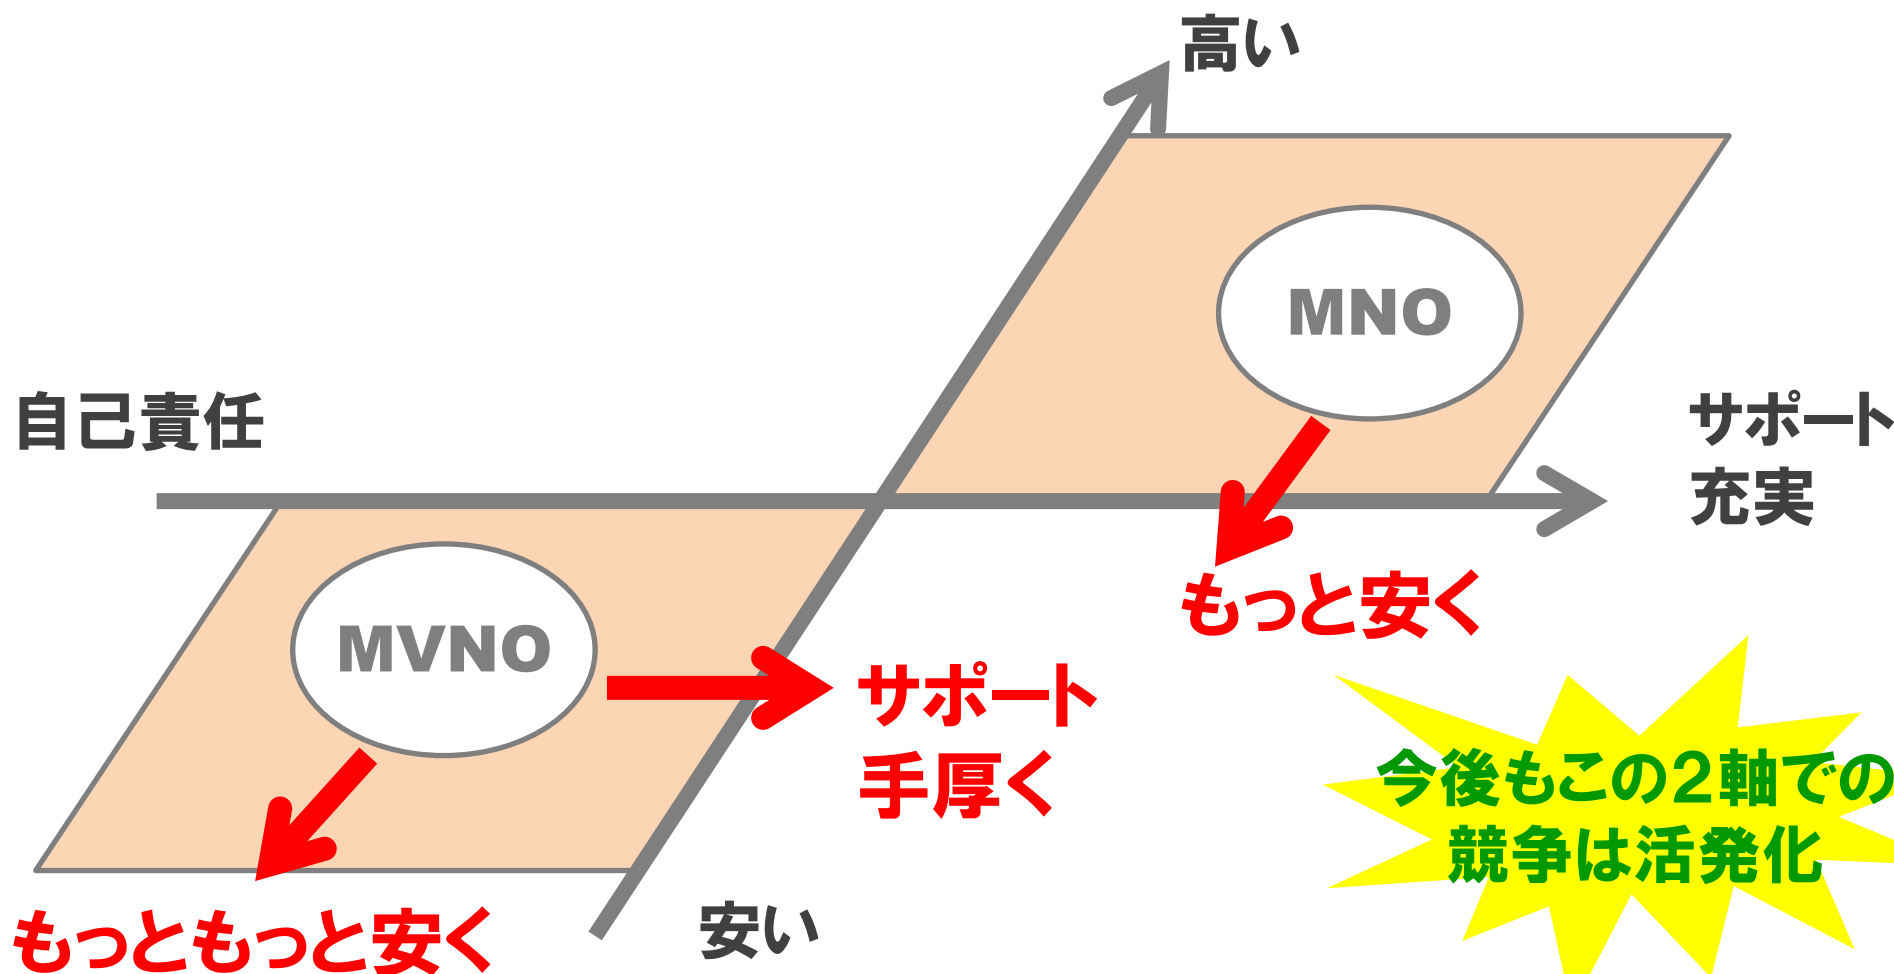 高い
MNO
自己責任
サポート
充実
もっと安く
MVNO
サポート
手厚く
今後もこの２軸での
競争は活発化
もっともっと安く
安い